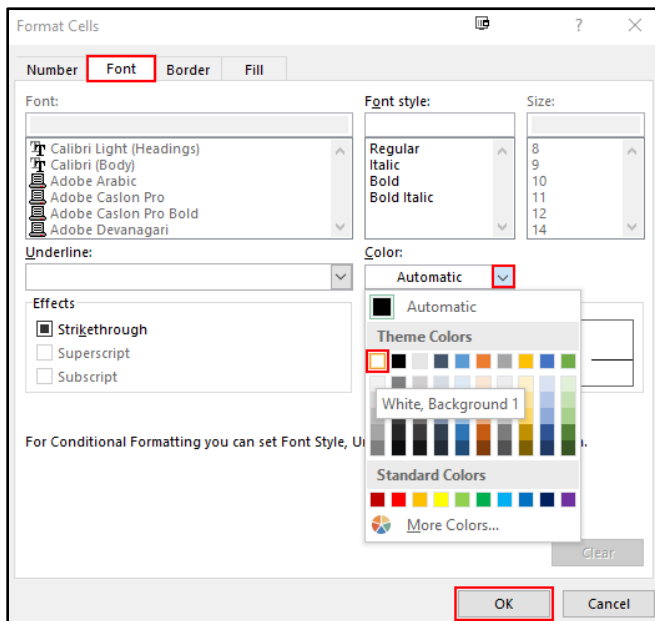 Format Cells
?
Number Font Border Fill
Font: Font style: Size:
Calibri Light (Headings)
Calibri (Body)
Adobe Arabic
Adobe Caslon Pro
Adobe Caslon Pro Bold
Adobe Devanagari
Regular
Italic
Bold
Bold Italic
8
9
10
11
12
14
Underline: Color:
Automatic
Effects
Strikethrough
Superscript
Subscript
Automatic
Theme Colors
White, Background 1
For Conditional Formatting you can set Font Style,
Standard Colors
More Colors...
Clear
OK Cancel